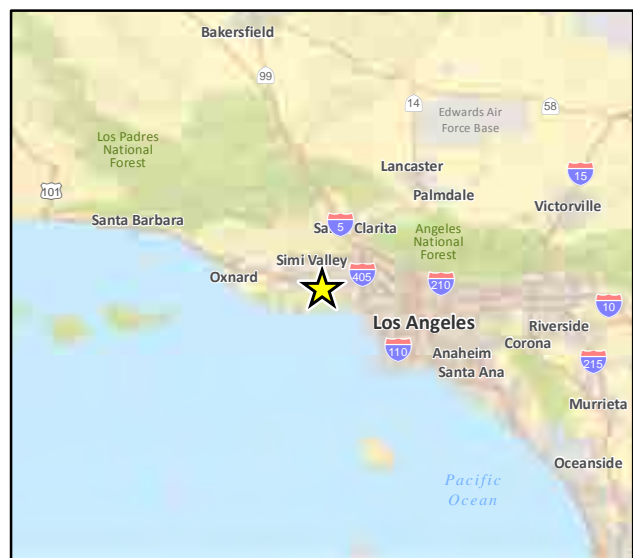 Bakersfield
99
14
58
Edwards Air
Force Base
Los Padres
National
Forest
Lancaster
15
101
Palmdale
Victorville
Santa Barbara
5
Clarita
Angeles
National
Forest
Simi Valley
405
Oxnard
210
10
Los Angeles
Riverside
Corona
110
Anaheim
215
Santa Ana
Murrieta
Oceanside
Pacific
Ocean